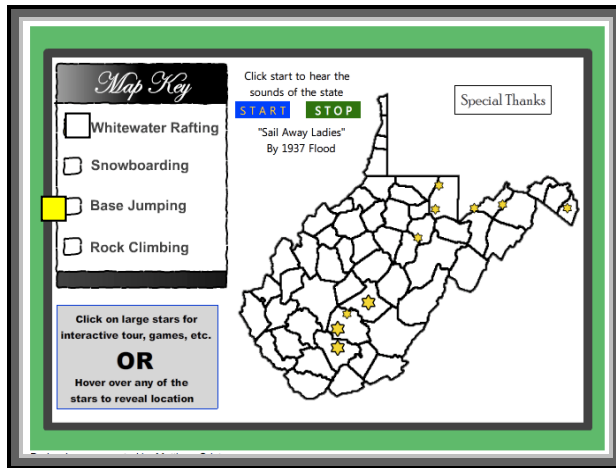 Map Key
Whitewater Rafting
Snowboarding
Base Jumping
Rock Climbing
Click start to hear the
sounds of the state
START STOP
"Sail Away Ladies"
By 1937 Flood
Special Thanks
Click on large stars for
interactive tour, games, etc.
OR
Hover over any of the
stars to reveal location